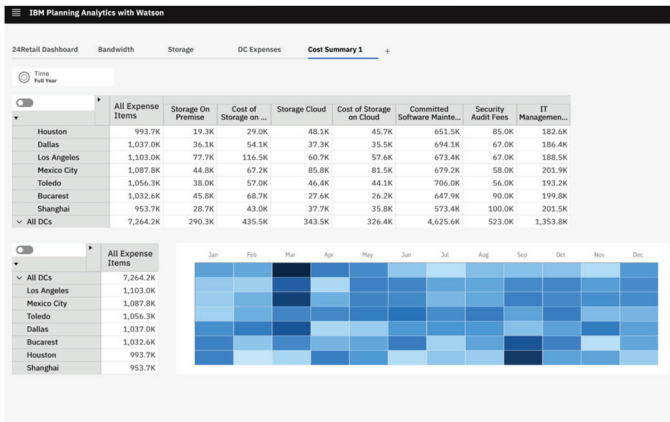 IBM Planning Analytics with Watson
24Retail Dashboard Bandwidth Storage DC Expenses Cost Summary 1 +
Time
Full Year
All Expense Items Storage On Premise Cost of Storage on ... Storage Cloud Cost of Storage on Cloud Committed Software Mainte... Security Audit Fees IT Managemen...
Houston 993.7K 19.3K 29.0K 48.1K 45.7K 651.5K 85.0K 182.6K
Dallas 1,037.0K 36.1K 54.1K 37.3K 35.5K 694.1K 67.0K 186.4K
Los Angeles 1,103.0K 77.7K 116.5K 60.7K 57.6K 673.4K 67.0K 188.5K
Mexico City 1,087.8K 44.8K 67.2K 85.8K 81.5K 679.2K 58.0K 201.9K
Toledo 1,056.3K 38.0K 57.0K 46.4K 44.1K 706.0K 56.0K 193.2K
Bucarest 1,032.6K 45.8K 68.7K 27.6K 26.2K 647.9K 90.0K 199.8K
Shanghai 953.7K 28.7K 43.0K 37.7K 35.8K 573.4K 100.0K 201.5K
All DCs 7,264.2K 290.3K 435.5K 343.5K 326.4K 4,625.6K 523.0K 1,353.8K
All Expense Items
Jan Feb Mar Apr May Jun Jul Aug Sep Oct Nov Dec
All DCs 7,264.2K
Los Angeles 1,103.0K
Mexico City 1,087.8K
Toledo 1,056.3K
Dallas 1,037.0K
Bucarest 1,032.6K
Houston 993.7K
Shanghai 953.7K